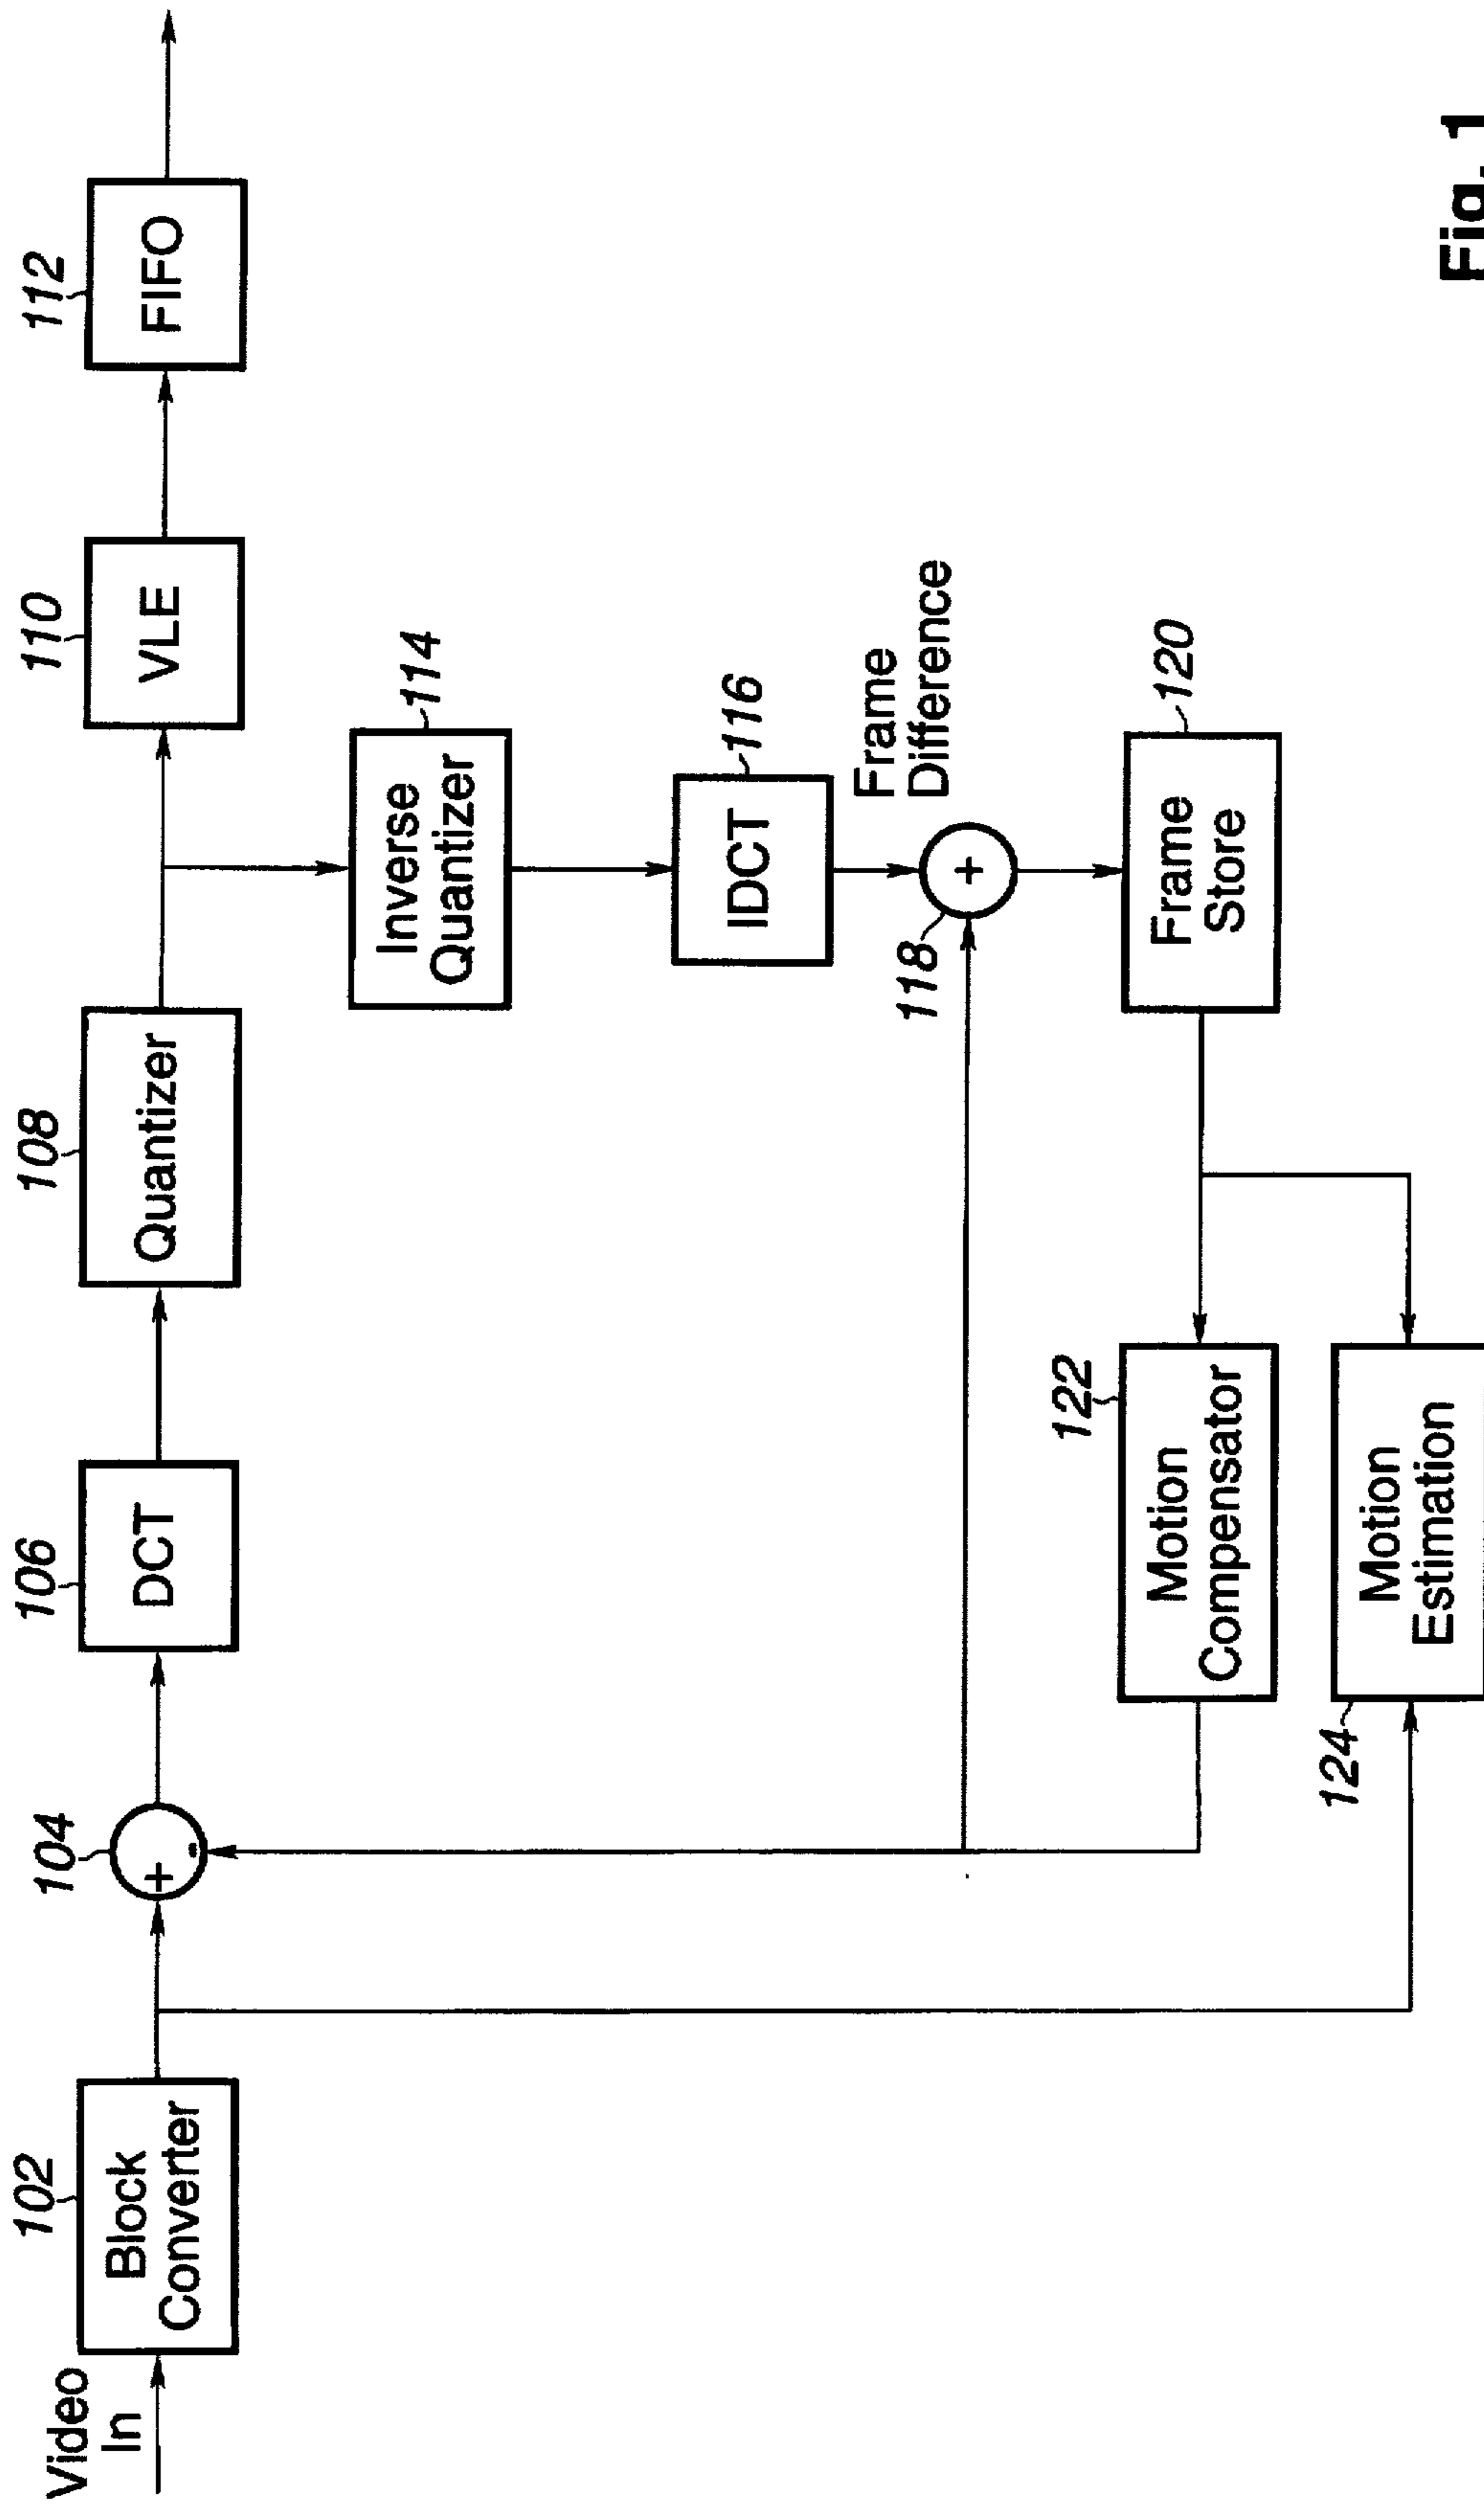 Video
In
102
Block
Converter
104
+
-
106
DCT
108
Quantizer
110
VLE
112
FIFO
114
Inverse
Quantizer
116
IDCT
Frame
Difference
118
+
120
Frame
Store
122
Motion
Compensator
124
Motion
Estimation
Fig. 1